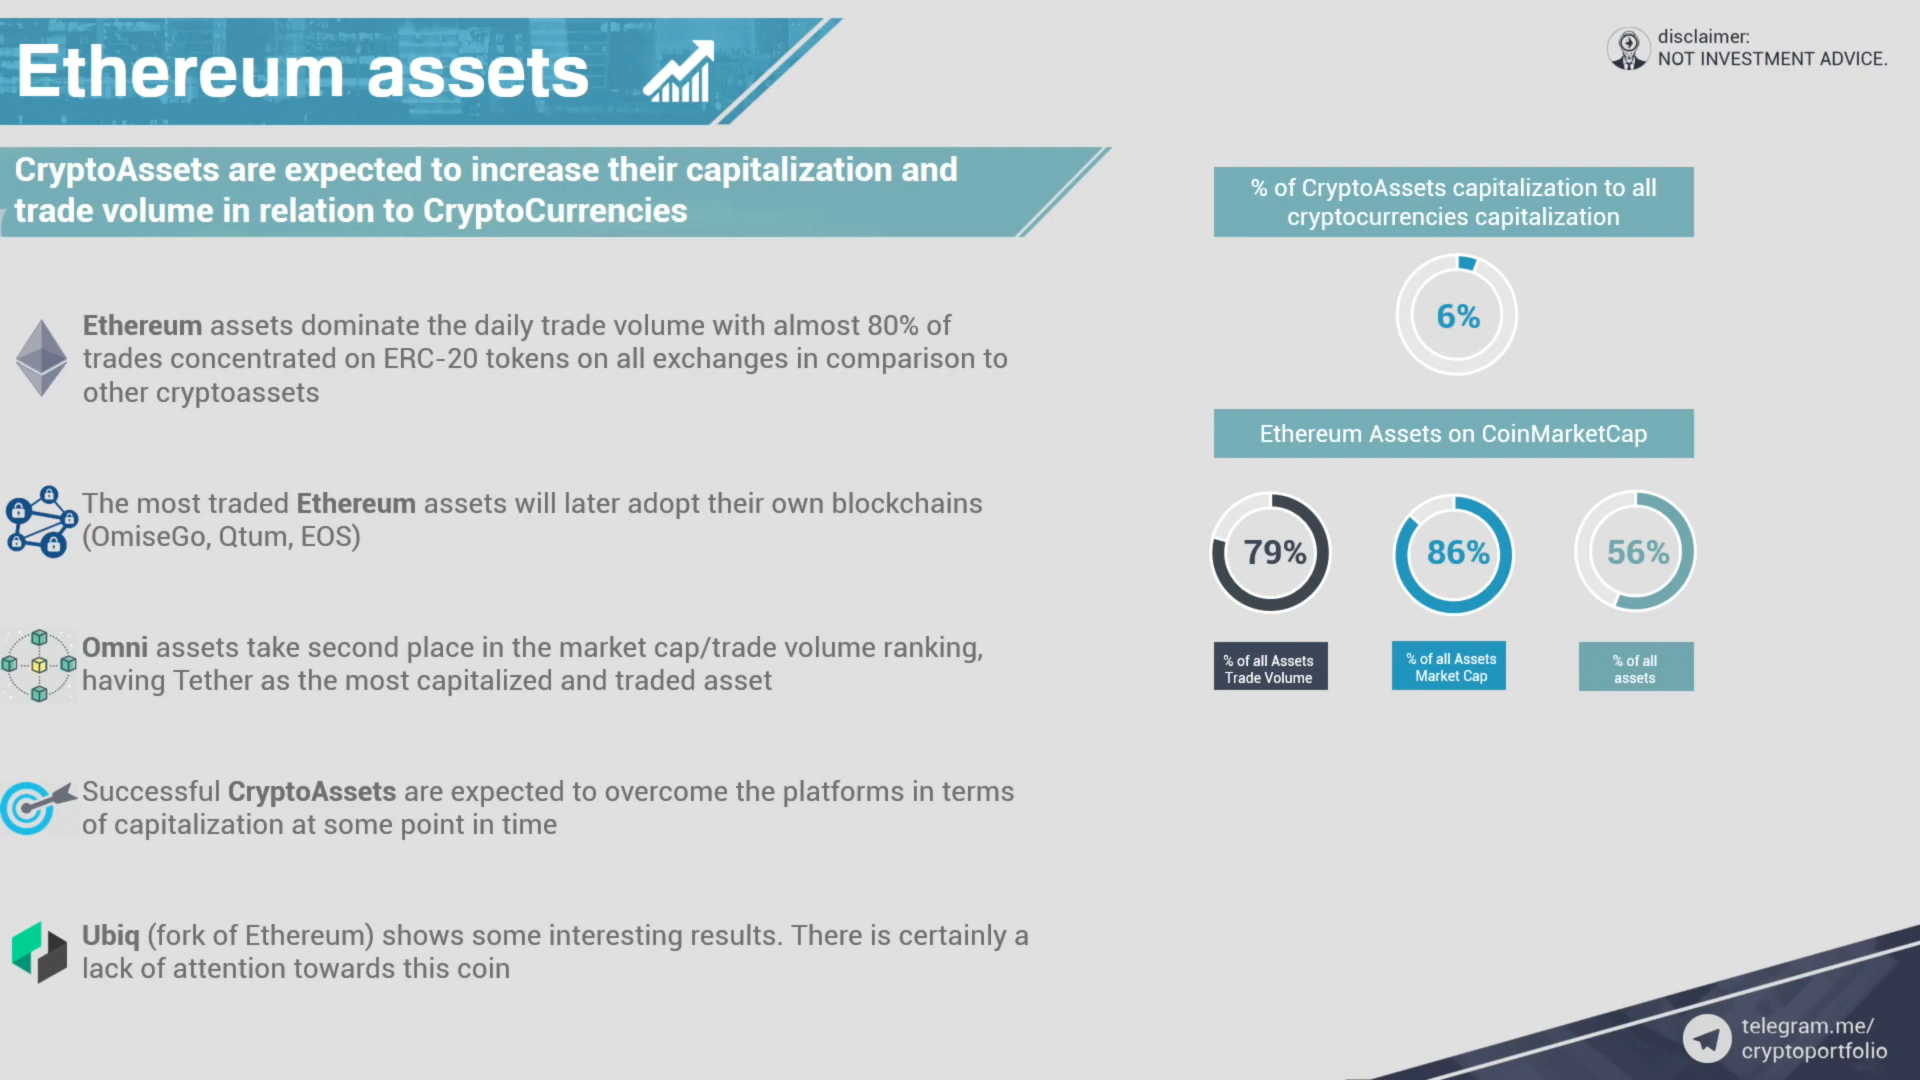 Ethereum assets
disclaimer:
NOT INVESTMENT ADVICE.
CryptoAssets are expected to increase their capitalization and
trade volume in relation to CryptoCurrencies
Ethereum assets dominate the daily trade volume with almost 80% of
trades concentrated on ERC-20 tokens on all exchanges in comparison to
other cryptoassets
The most traded Ethereum assets will later adopt their own blockchains
(OmiseGo, Qtum, EOS)
Omni assets take second place in the market cap/trade volume ranking,
having Tether as the most capitalized and traded asset
Successful CryptoAssets are expected to overcome the platforms in terms
of capitalization at some point in time
Ubiq (fork of Ethereum) shows some interesting results. There is certainly a
lack of attention towards this coin
% of CryptoAssets capitalization to all
cryptocurrencies capitalization
6%
Ethereum Assets on CoinMarketCap
79%
86%
56%
% of all Assets
Trade Volume
% of all Assets
Market Cap
% of all
assets
telegram.me/
cryptoportfolio